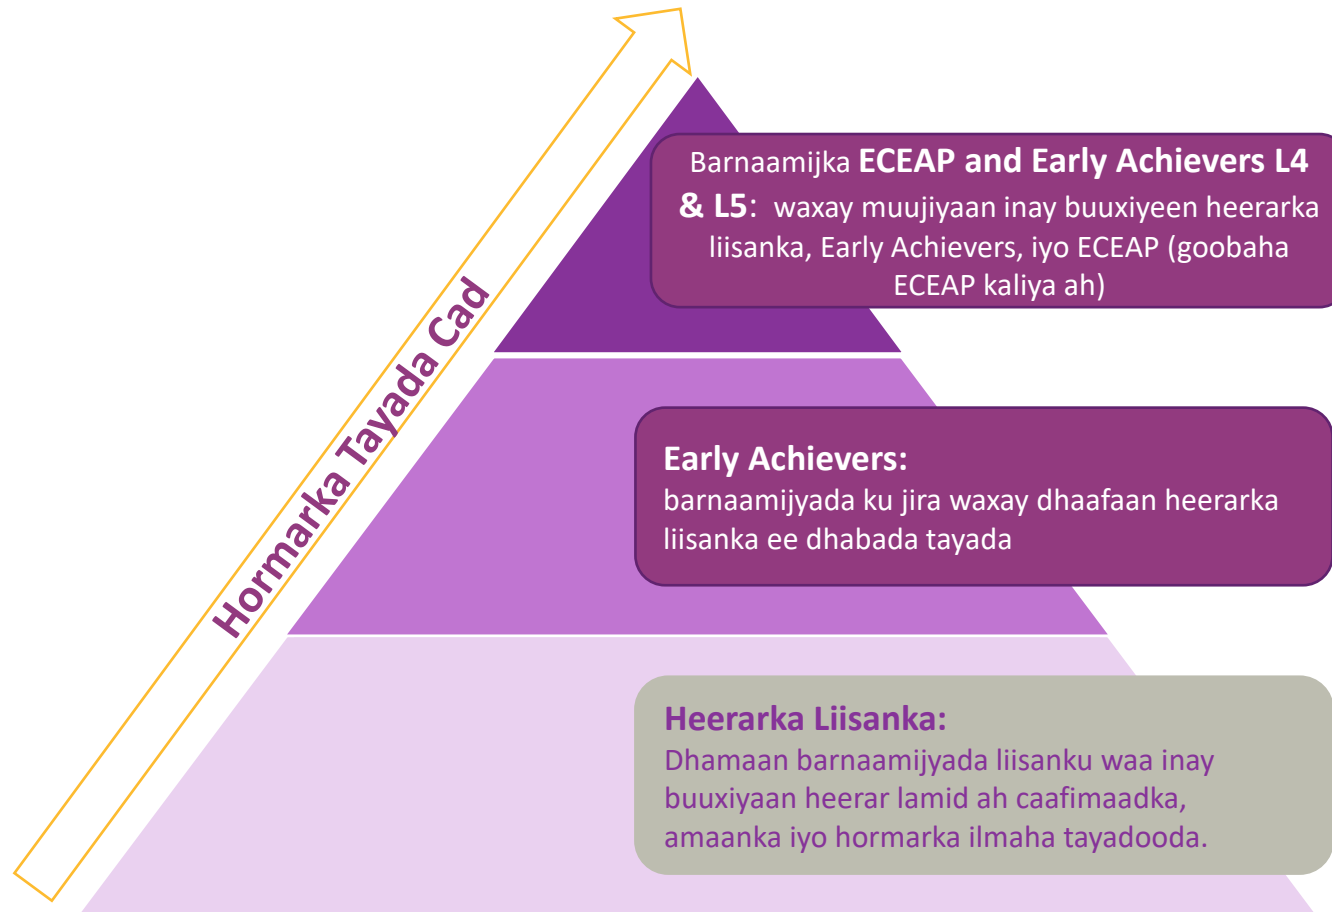 Hormarka Tayada Cad
Barnaamijka ECEAP and Early Achievers L4
& L5: waxay muujiyaan inay buuxiyeen heerarka
liisanka, Early Achievers, iyo ECEAP (goobaha
ECEAP kaliya ah)
Early Achievers:
barnaamijyada ku jira waxay dhaafaan heerarka
liisanka ee dhabada tayada
Heerarka Liisanka:
Dhamaan barnaamijyada liisanku waa inay
buuxiyaan heerar lamid ah caafimaadka,
amaanka iyo hormarka ilmaha tayadooda.